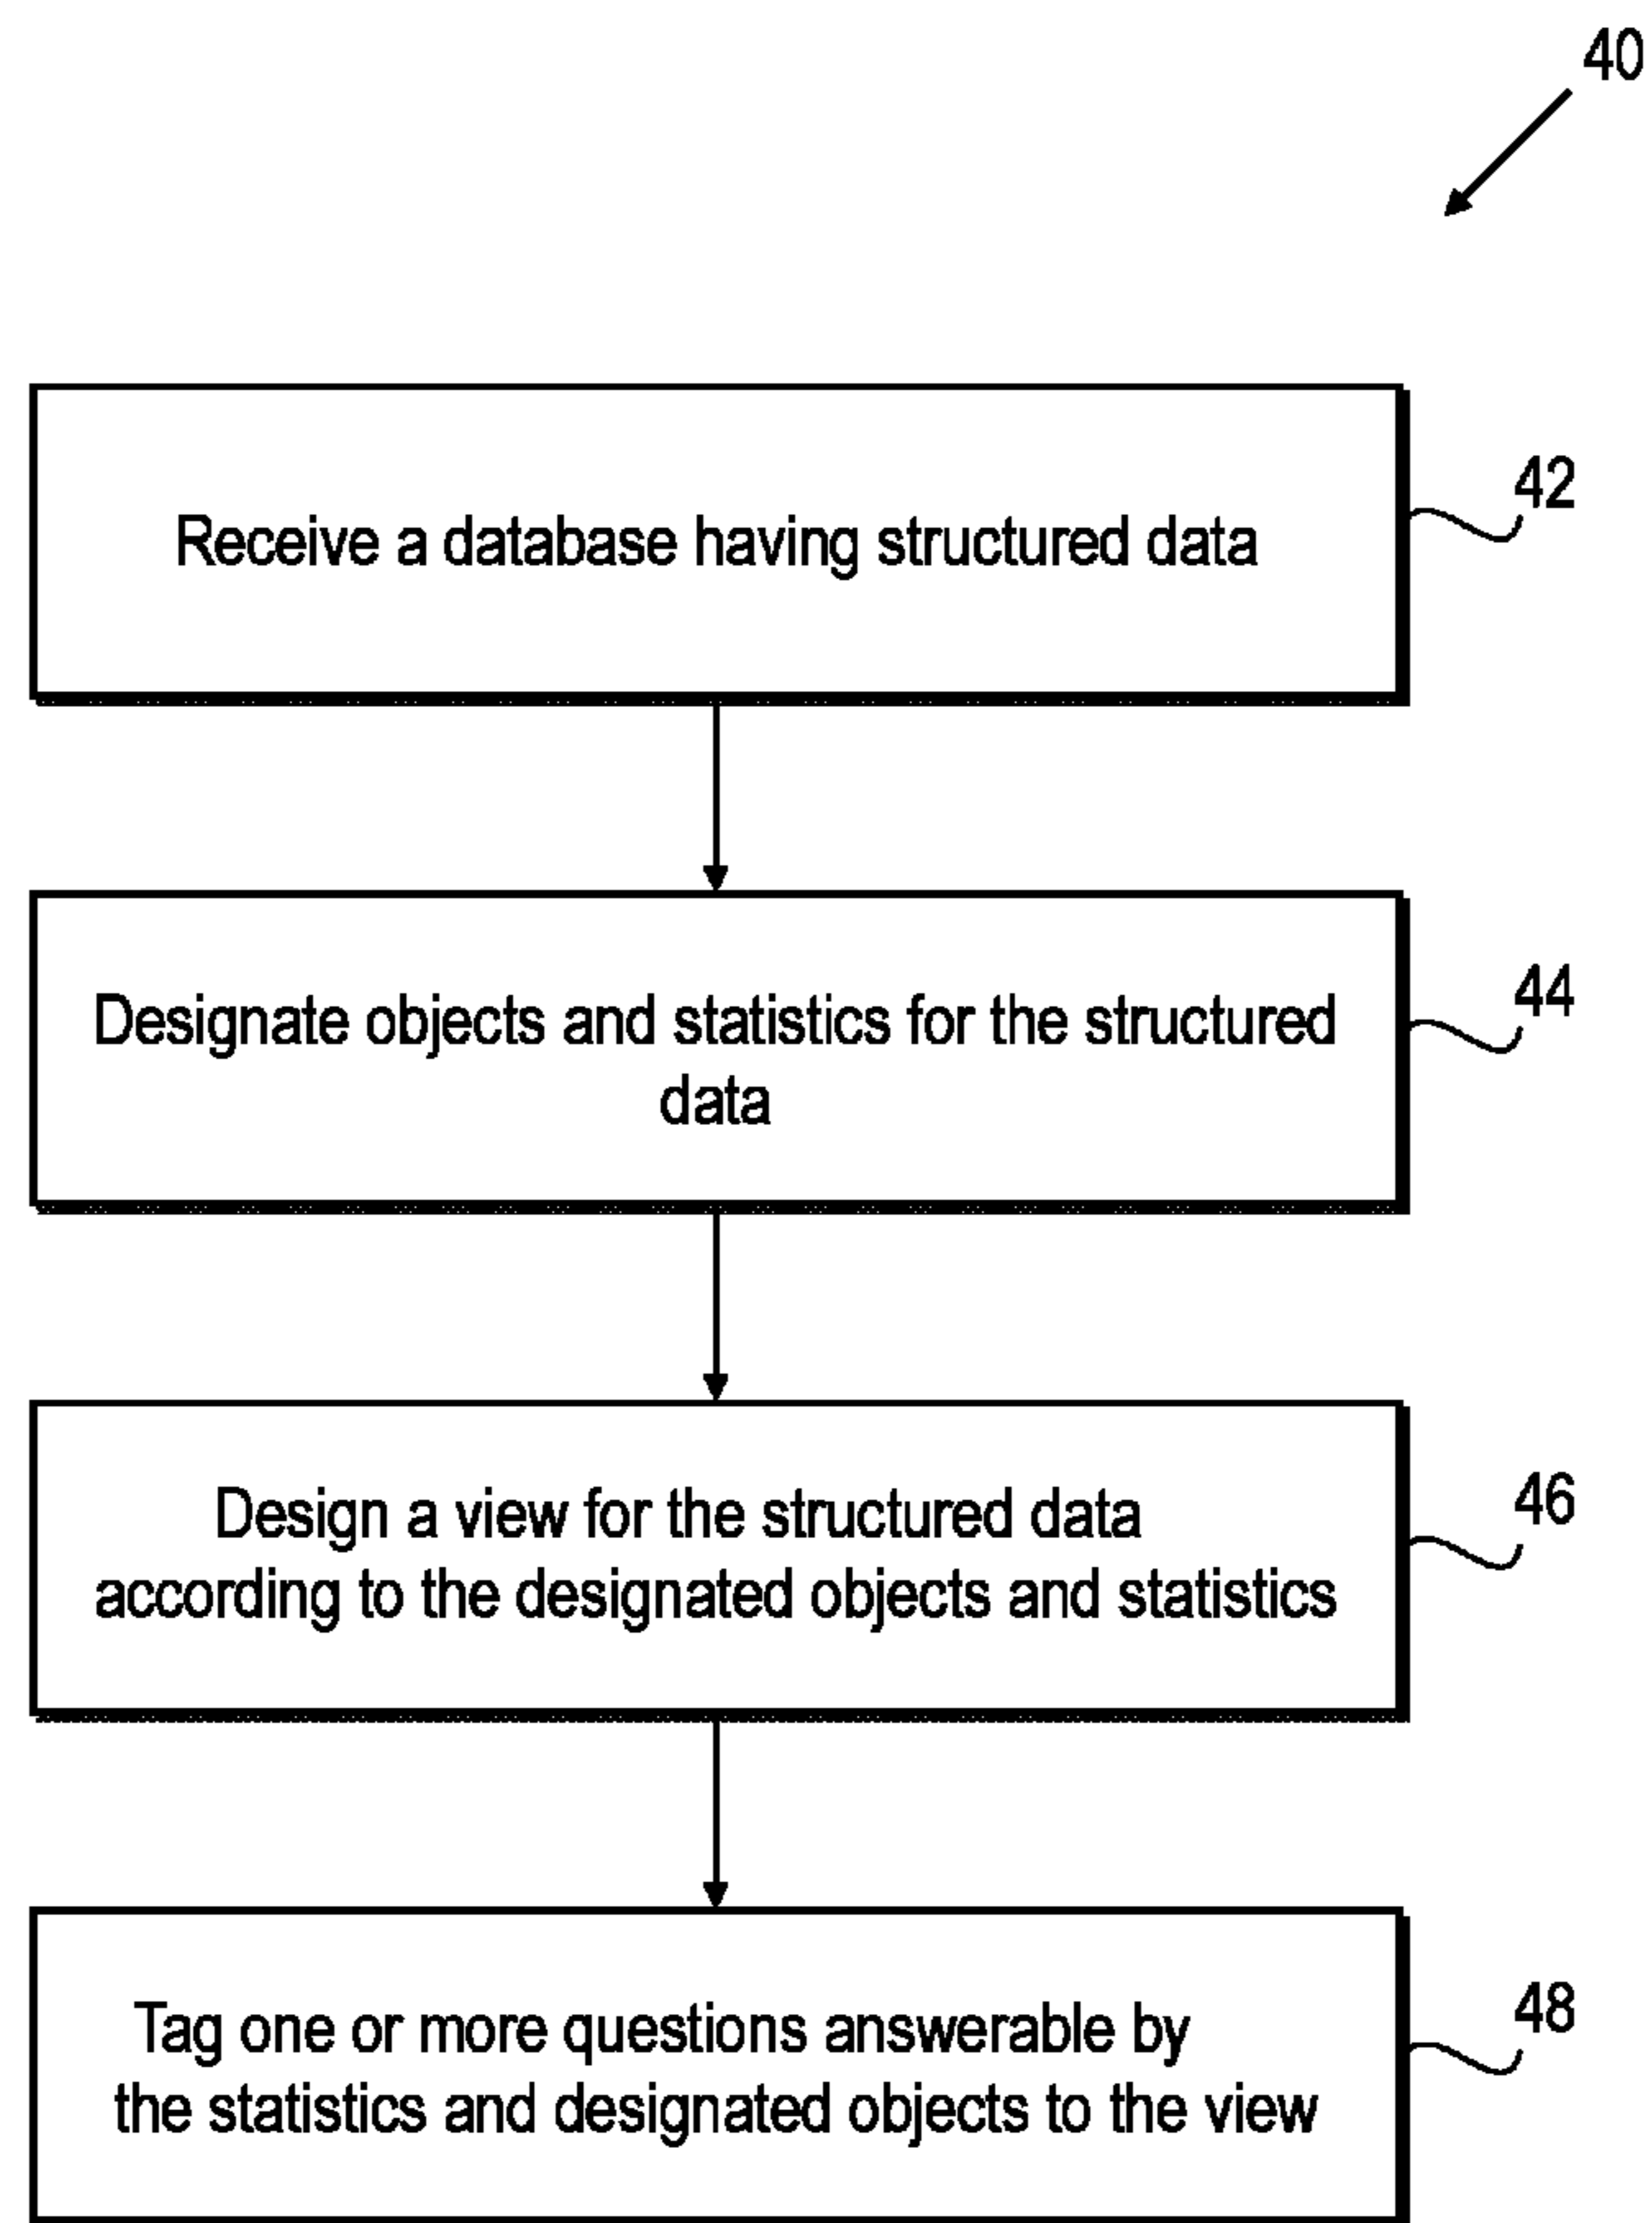 40
Receive a database having structured data
42
Designate objects and statistics for the structured
data
44
Design a view for the structured data
according to the designated objects and statistics
46
Tag one or more questions answerable by
the statistics and designated objects to the view
48